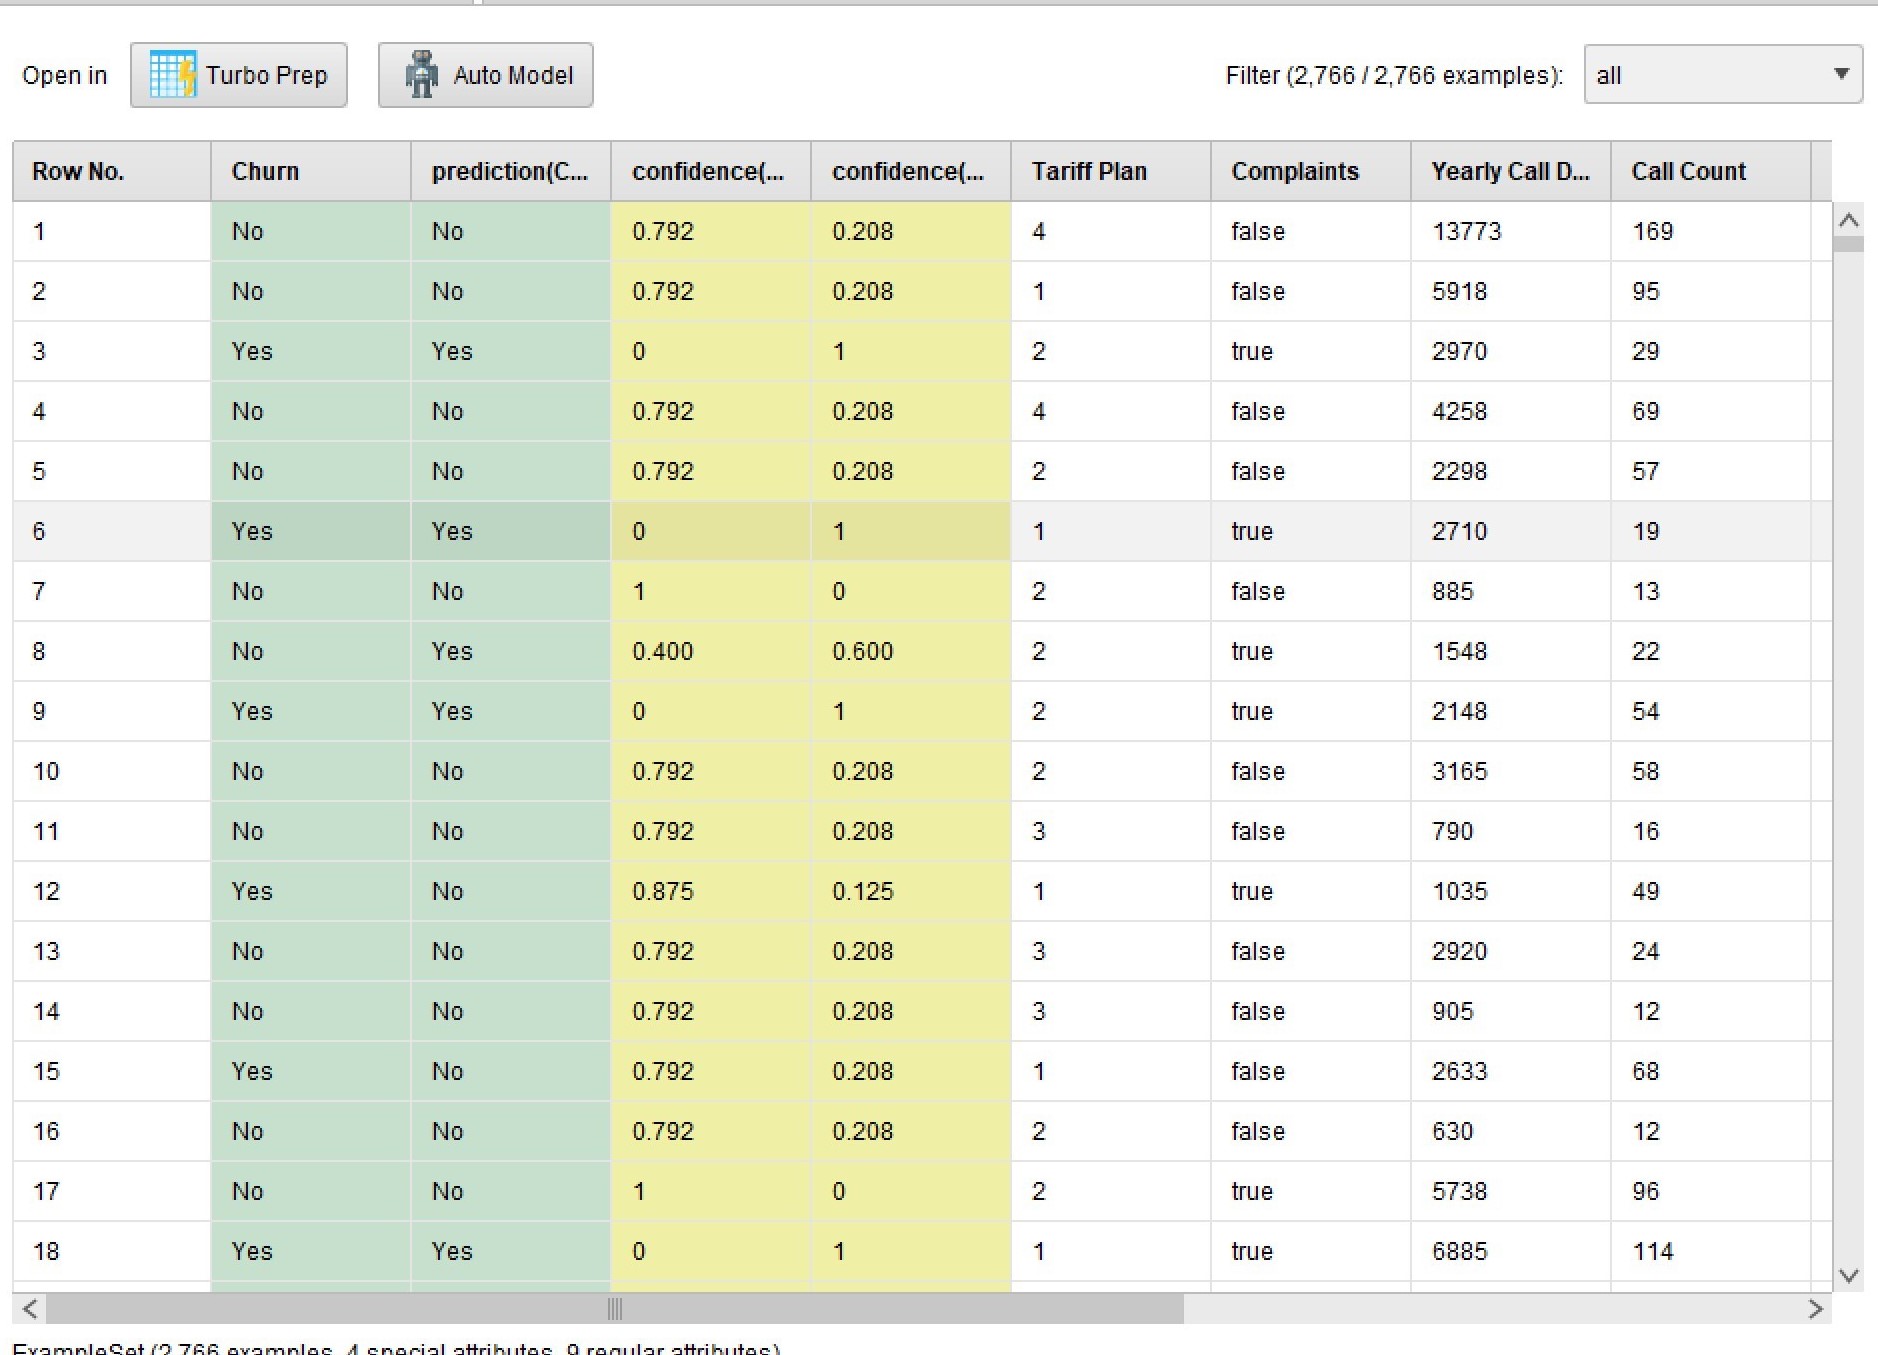 Open in Turbo Prep Auto Model Filter (2,766 / 2,766 examples): all
Row No. Churn prediction(C... confidence(... confidence(... Tariff Plan Complaints Yearly Call D... Call Count
1 No No 0.792 0.208 4 false 13773 169
2 No No 0.792 0.208 1 false 5918 95
3 Yes Yes 0 1 2 true 2970 29
4 No No 0.792 0.208 4 false 4258 69
5 No No 0.792 0.208 2 false 2298 57
6 Yes Yes 0 1 1 true 2710 19
7 No No 1 0 2 false 885 13
8 No Yes 0.400 0.600 2 true 1548 22
9 Yes Yes 0 1 2 true 2148 54
10 No No 0.792 0.208 2 false 3165 58
11 No No 0.792 0.208 3 false 790 16
12 Yes No 0.875 0.125 1 true 1035 49
13 No No 0.792 0.208 3 false 2920 24
14 No No 0.792 0.208 3 false 905 12
15 Yes No 0.792 0.208 1 false 2633 68
16 No No 0.792 0.208 2 false 630 12
17 No No 1 0 2 true 5738 96
18 Yes Yes 0 1 1 true 6885 114
ExampleSet (2,766 examples, 4 special attributes, 9 regular attributes)